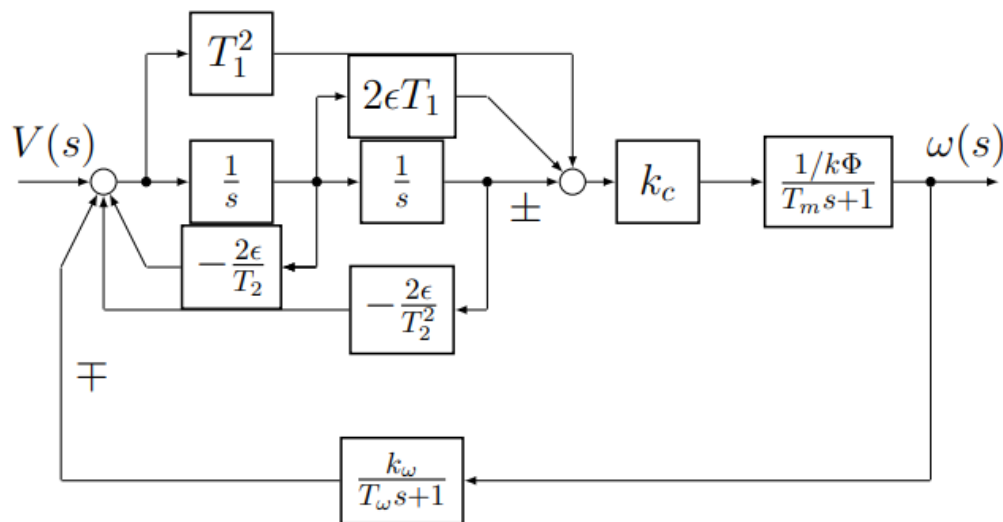 T_1^2
2ϵT_1
V(s)
1/s
1/s
±
k_c
1/kΦ
T_m s+1
ω(s)
−2ϵ/T_2
−2ϵ/T_2^2
∓
k_ω
T_ω s+1